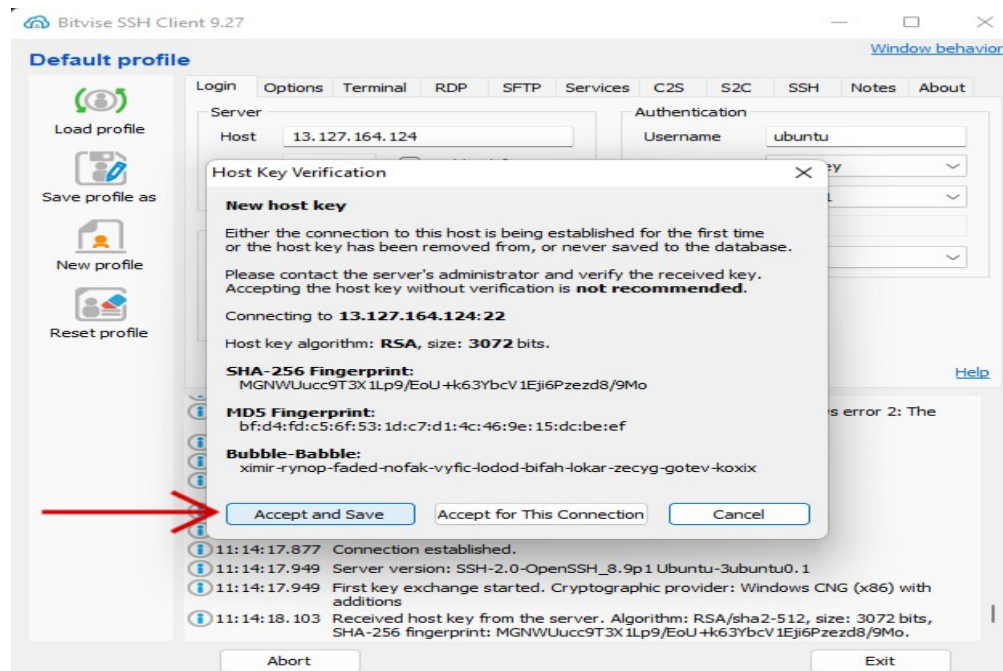 Bitvise SSH Client 9.27
Default profile
Window behavior
Load profile
Save profile as
New profile
Reset profile
Login Options Terminal RDP SFTP Services C2S S2C SSH Notes About
Server
Host 13.127.164.124
Authentication
Username ubuntu
Host Key Verification
New host key
Either the connection to this host is being established for the first time
or the host key has been removed from, or never saved to the database.
Please contact the server's administrator and verify the received key.
Accepting the host key without verification is not recommended.
Connecting to 13.127.164.124:22
Host key algorithm: RSA, size: 3072 bits.
SHA-256 Fingerprint:
MGNWUucc9T3X1Lp9/EoU+k63YbcV1Eji6Pzezd8/9Mo
MD5 Fingerprint:
bf:d4:fd:c5:6f:53:1d:c7:d1:4c:46:9e:15:dc:be:ef
Bubble-Babble:
ximir-rynop-faded-nofak-vyfic-lodod-bifah-lokar-zecyg-gotev-koxix
Accept and Save Accept for This Connection Cancel
Help
error 2: The
11:14:17.877 Connection established.
11:14:17.949 Server version: SSH-2.0-OpenSSH_8.9p1 Ubuntu-3ubuntu0.1
11:14:17.949 First key exchange started. Cryptographic provider: Windows CNG (x86) with
additions
11:14:18.103 Received host key from the server. Algorithm: RSA/sha2-512, size: 3072 bits,
SHA-256 fingerprint: MGNWUucc9T3X1Lp9/EoU+k63YbcV1Eji6Pzezd8/9Mo.
Abort
Exit